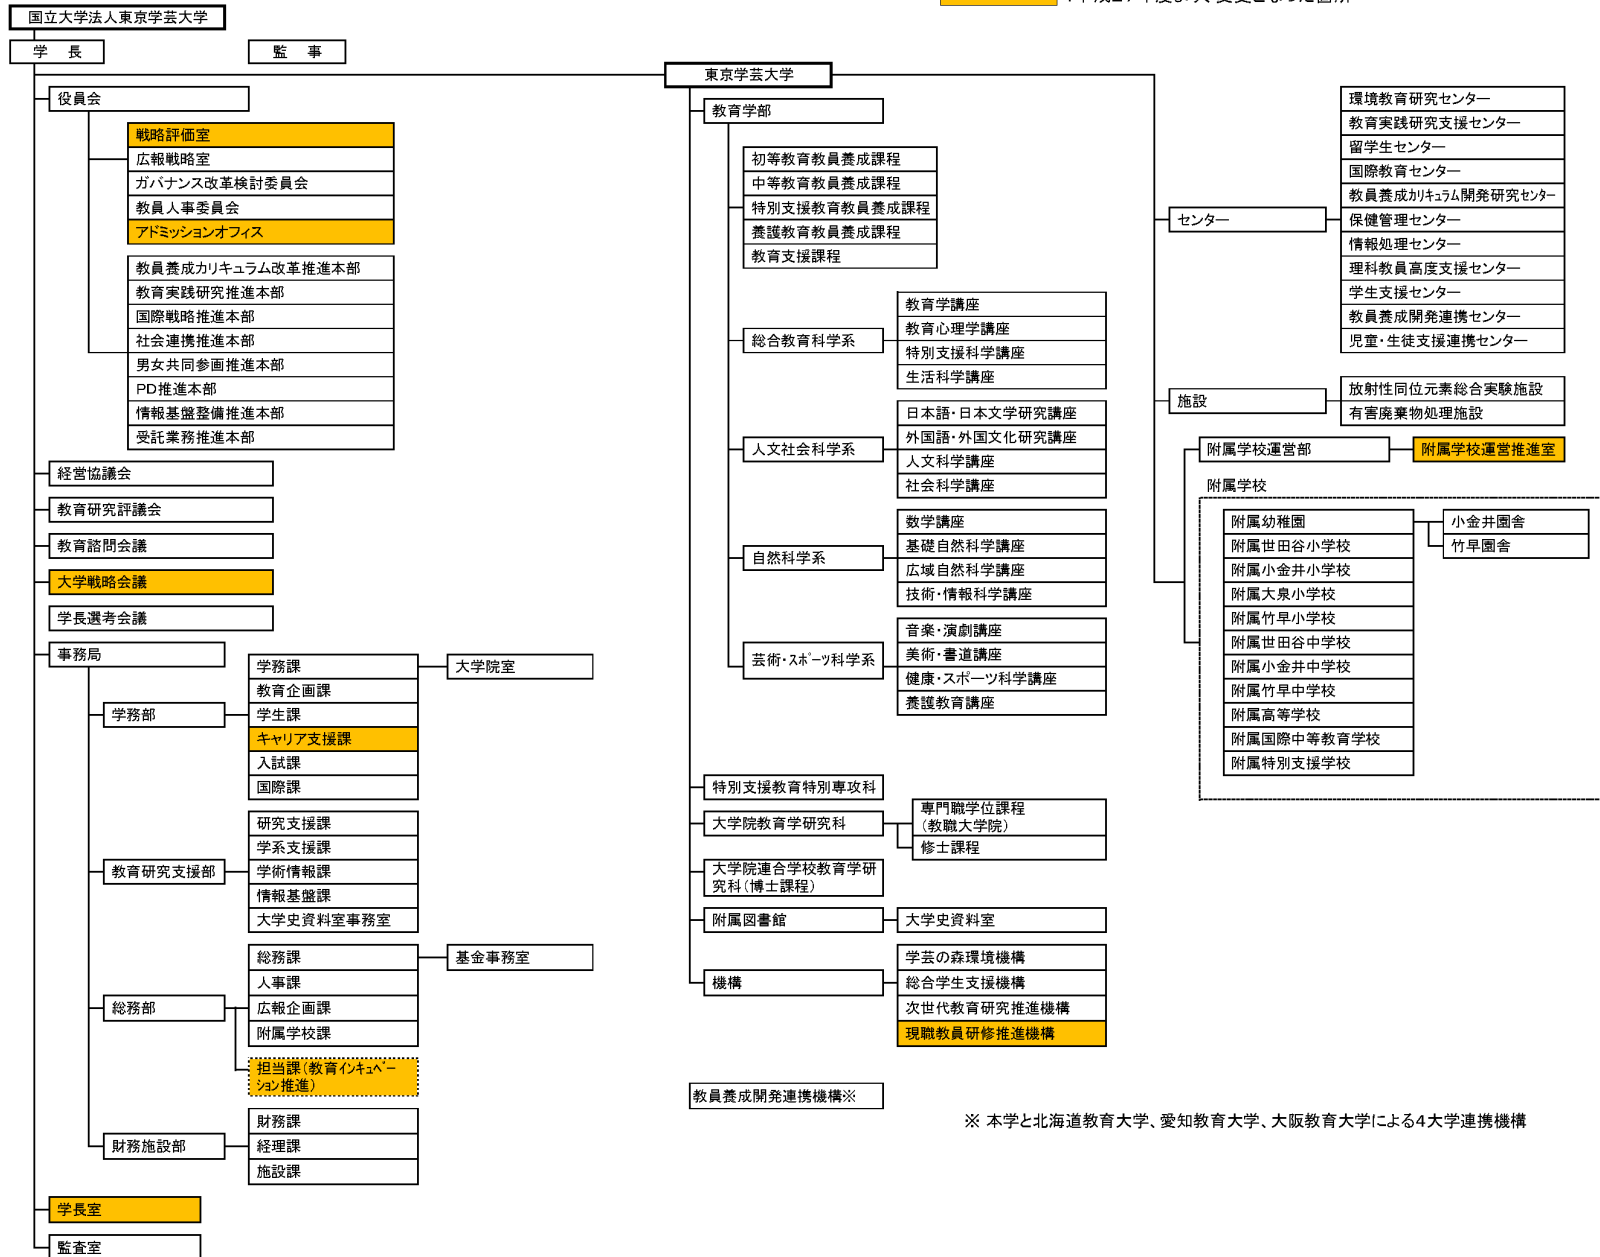 国立大学法人東京学芸大学
学　長
監　事
東京学芸大学
役員会
戦略評価室
広報戦略室
ガバナンス改革検討委員会
教員人事委員会
アドミッションオフィス
教員養成カリキュラム改革推進本部
教育実践研究推進本部
国際戦略推進本部
社会連携推進本部
男女共同参画推進本部
PD推進本部
情報基盤整備推進本部
受託業務推進本部
経営協議会
教育研究評議会
教育諮問会議
大学戦略会議
学長選考会議
事務局
学務部
学務課
大学院室
教育企画課
学生課
キャリア支援課
入試課
国際課
教育研究支援部
研究支援課
学系支援課
学術情報課
情報基盤課
大学史資料室事務室
総務部
総務課
基金事務室
人事課
広報企画課
附属学校課
担当課(教育インキュベー
ション推進)
財務施設部
財務課
経理課
施設課
学長室
監査室
教育学部
初等教育教員養成課程
中等教育教員養成課程
特別支援教育教員養成課程
養護教育教員養成課程
教育支援課程
総合教育科学系
教育学講座
教育心理学講座
特別支援科学講座
生活科学講座
人文社会科学系
日本語・日本文学研究講座
外国語・外国文化研究講座
人文科学講座
社会科学講座
自然科学系
数学講座
基礎自然科学講座
広域自然科学講座
技術・情報科学講座
芸術・スポーツ科学系
音楽・演劇講座
美術・書道講座
健康・スポーツ科学講座
養護教育講座
特別支援教育特別専攻科
大学院教育学研究科
専門職学位課程
(教職大学院)
修士課程
大学院連合学校教育学研
究科(博士課程)
附属図書館
大学史資料室
機構
学芸の森環境機構
総合学生支援機構
次世代教育研究推進機構
現職教員研修推進機構
教員養成開発連携機構※
※ 本学と北海道教育大学、愛知教育大学、大阪教育大学による4大学連携機構
センター
環境教育研究センター
教育実践研究支援センター
留学生センター
国際教育センター
教員養成カリキュラム開発研究センター
保健管理センター
情報処理センター
理科教員高度支援センター
学生支援センター
教員養成開発連携センター
児童・生徒支援連携センター
施設
放射性同位元素総合実験施設
有害廃棄物処理施設
附属学校運営部
附属学校運営推進室
附属学校
附属幼稚園
小金井園舎
竹早園舎
附属世田谷小学校
附属小金井小学校
附属大泉小学校
附属竹早小学校
附属世田谷中学校
附属小金井中学校
附属竹早中学校
附属高等学校
附属国際中等教育学校
附属特別支援学校